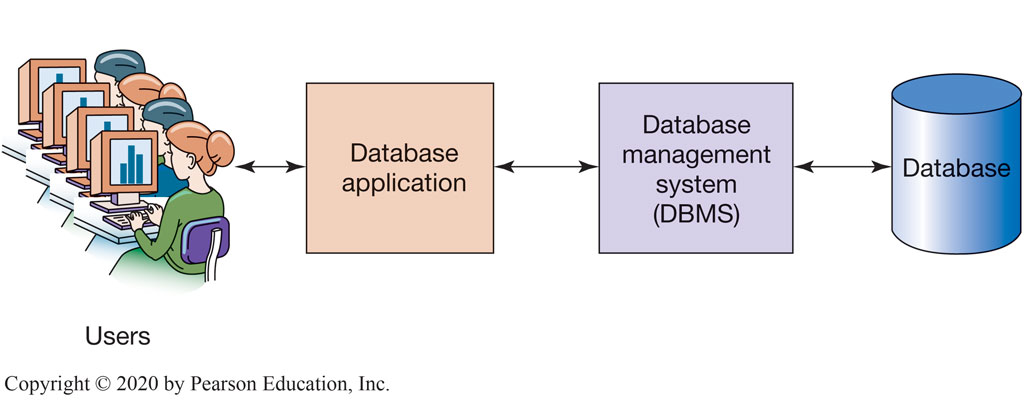 Users
Database
application
Database
management
system
(DBMS)
Database
Copyright © 2020 by Pearson Education, Inc.